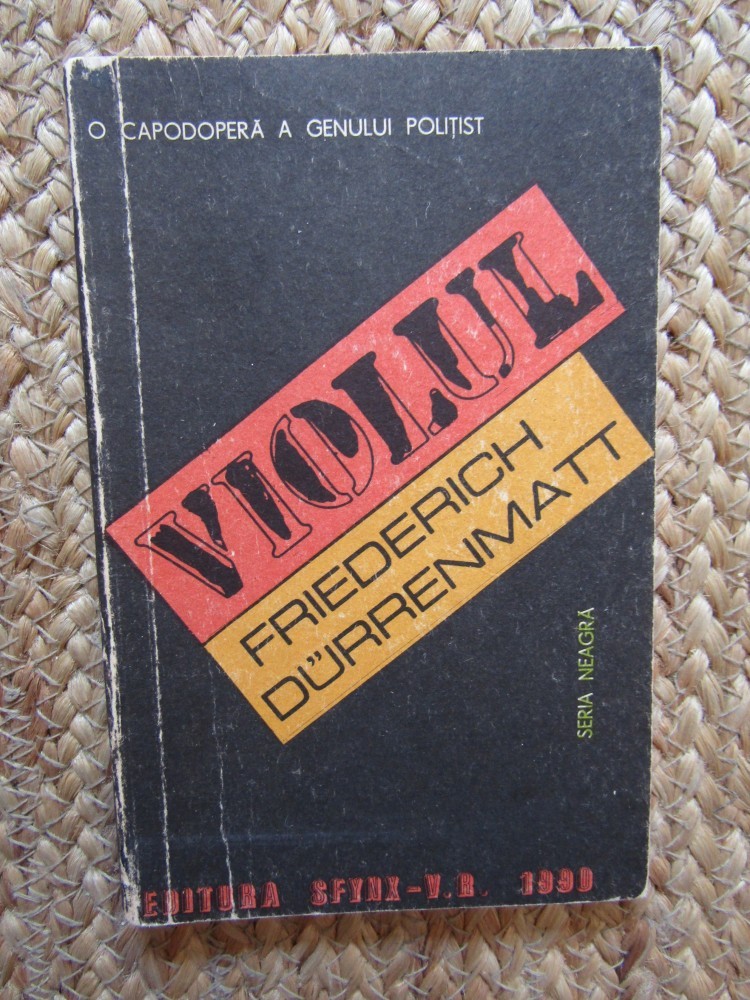 O CAPODOPERĂ A GENULUI POLIȚIST
VIOLUL
FRIEDERICH
DÜRRENMATT
SERIA NEAGRĂ
EDITURA SFYNX-V.R. 1990